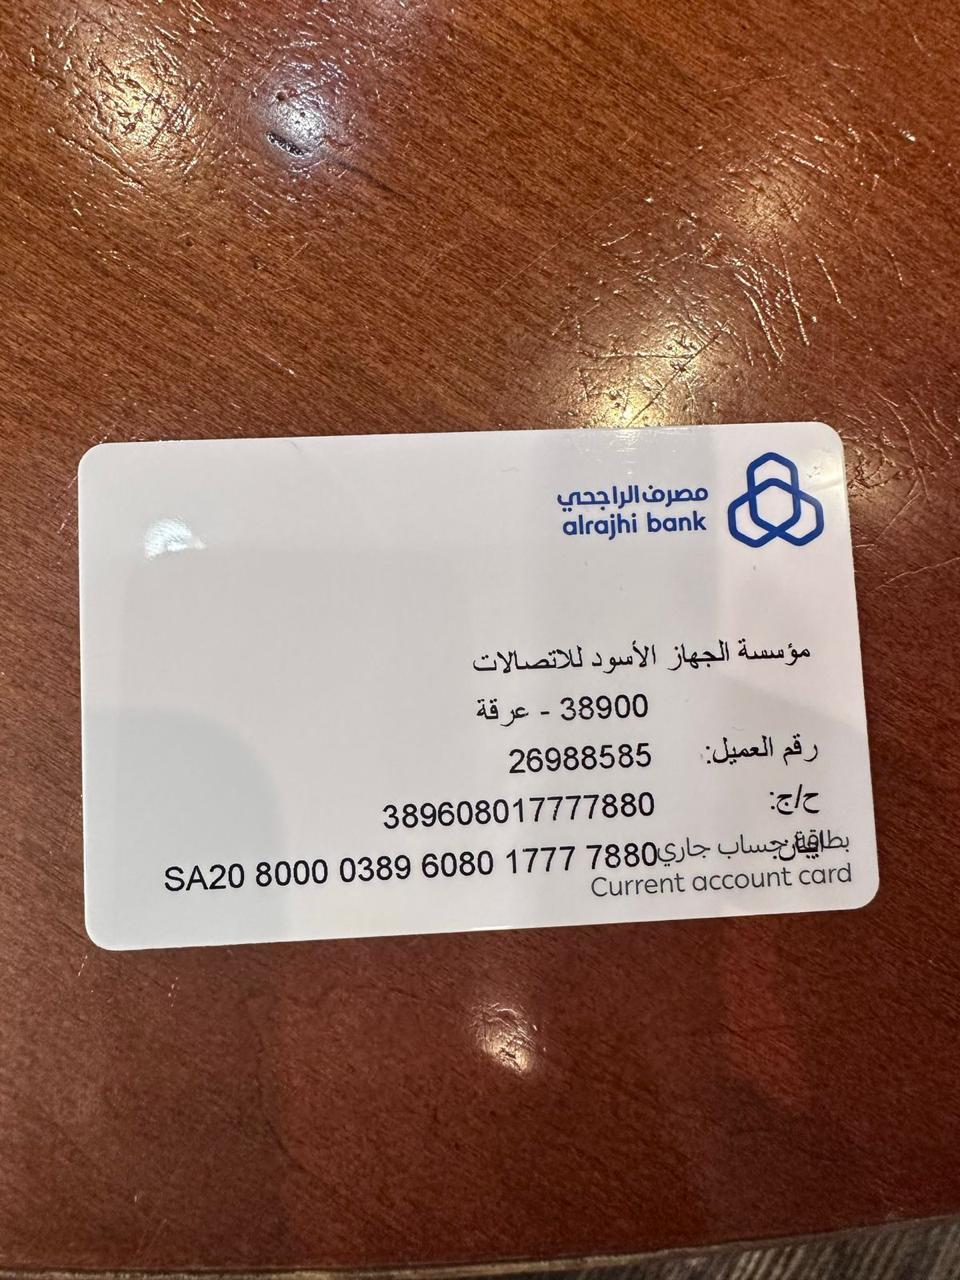 مصرف الراجحي
alrajhi bank
مؤسسة الجهاز الأسود للاتصالات
38900 - عرقة
رقم العميل: 26988585
ح/ج: 389608017777880
ايبان: SA20 8000 0389 6080 1777 7880
بطاقة حساب جاري
Current account card